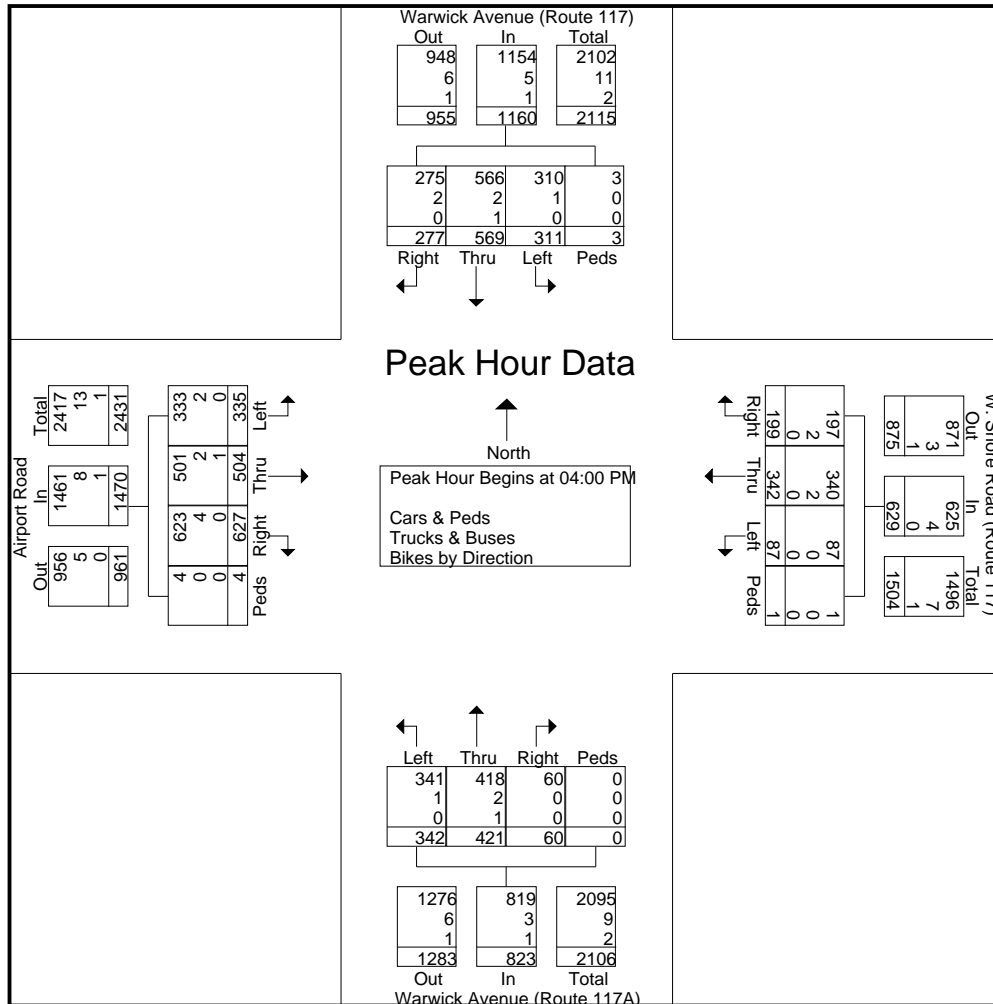 Warwick Avenue (Route 117)
Out In Total
948 1154 2102
6 5 11
1 1 2
955 1160 2115
275 566 310 3
2 2 1 0
0 1 0 0
277 569 311 3
Right Thru Left Peds
Peak Hour Data
North
Peak Hour Begins at 04:00 PM
Cars & Peds
Trucks & Buses
Bikes by Direction
Airport Road
Out In Total
956 1461 2417
5 8 13
0 1 1
961 1470 2431
Peds Right Thru Left
4 623 501 333
0 4 2 2
0 0 1 0
4 627 504 335
W. Shore Road (Route 117)
Out In Total
871 625 1496
3 4 7
1 0 1
875 629 1504
197 340 87 1
2 2 0 0
0 0 0 0
199 342 87 1
Right Thru Left Peds
Left Thru Right Peds
341 418 60 0
1 2 0 0
0 1 0 0
342 421 60 0
1276 819 2095
6 3 9
1 1 2
1283 823 2106
Out In Total
Warwick Avenue (Route 117A)